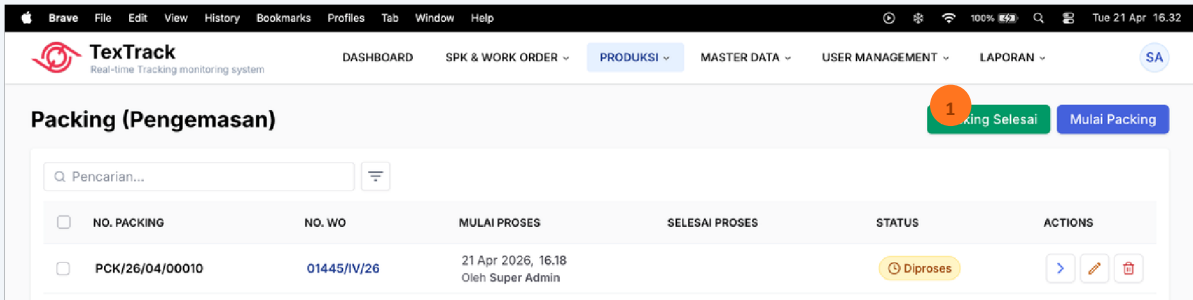 Brave File Edit View History Bookmarks Profiles Tab Window Help 100% Tue 21 Apr 16.32
TexTrack
Real-time Tracking monitoring system
DASHBOARD SPK & WORK ORDER PRODUKSI MASTER DATA USER MANAGEMENT LAPORAN SA
Packing (Pengemasan)
1
Selesai
Mulai Packing
Pencarian...
NO. PACKING NO. WO MULAI PROSES SELESAI PROSES STATUS ACTIONS
PCK/26/04/00010 01445/IV/26 21 Apr 2026, 16.18 Diproses
Oleh Super Admin